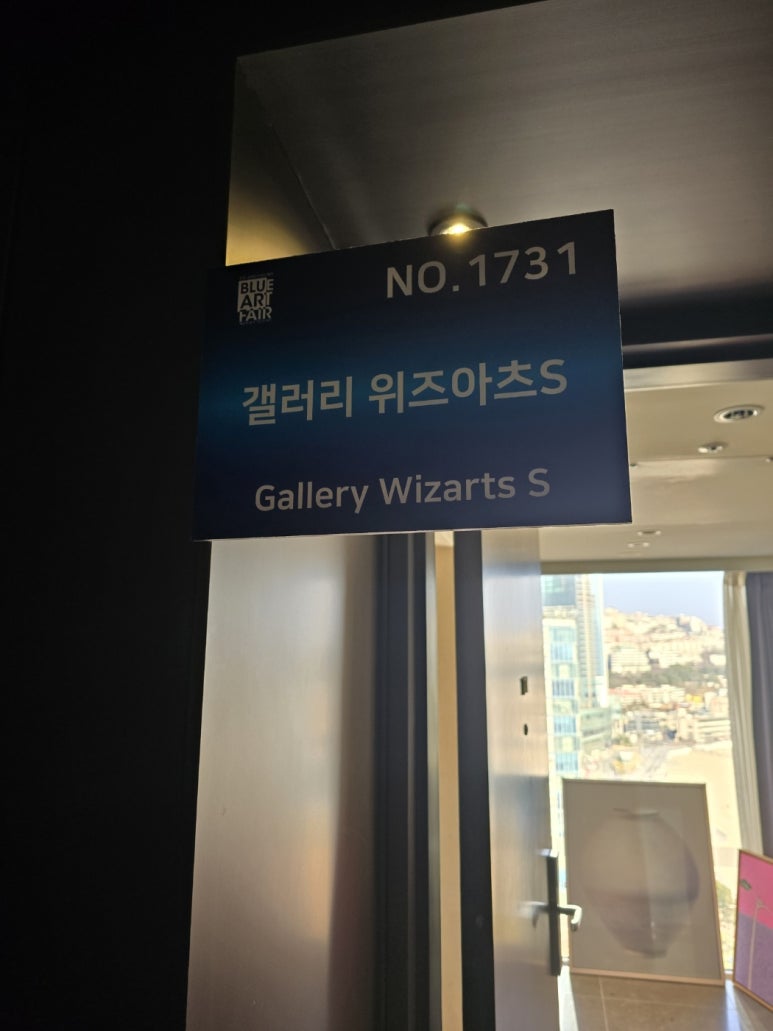 BLUE
ART
FAIR
NO.1731
갤러리 위즈아츠S
Gallery Wizarts S